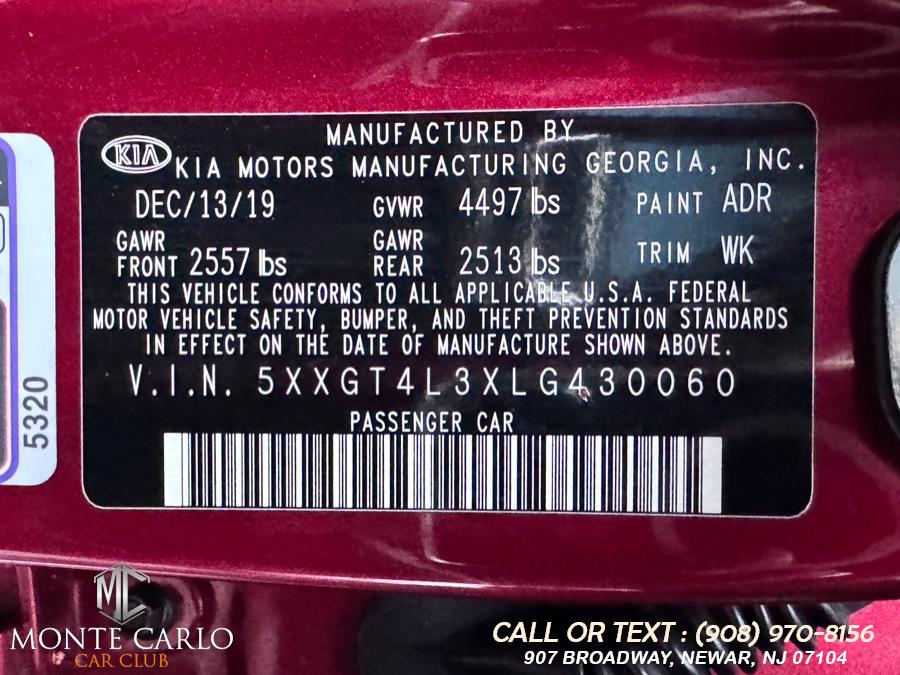 MANUFACTURED BY
KIA
KIA MOTORS MANUFACTURING GEORGIA, INC.
DEC/13/19 GVWR 4497 lbs PAINT ADR
GAWR FRONT 2557 lbs GAWR REAR 2513 lbs TRIM WK
THIS VEHICLE CONFORMS TO ALL APPLICABLE U.S.A. FEDERAL
MOTOR VEHICLE SAFETY, BUMPER, AND THEFT PREVENTION STANDARDS
IN EFFECT ON THE DATE OF MANUFACTURE SHOWN ABOVE.
V.I.N. 5XXGT4L3XLG430060
PASSENGER CAR
5320
MC
MONTE CARLO
CAR CLUB
CALL OR TEXT : (908) 970-8156
907 BROADWAY, NEWAR, NJ 07104